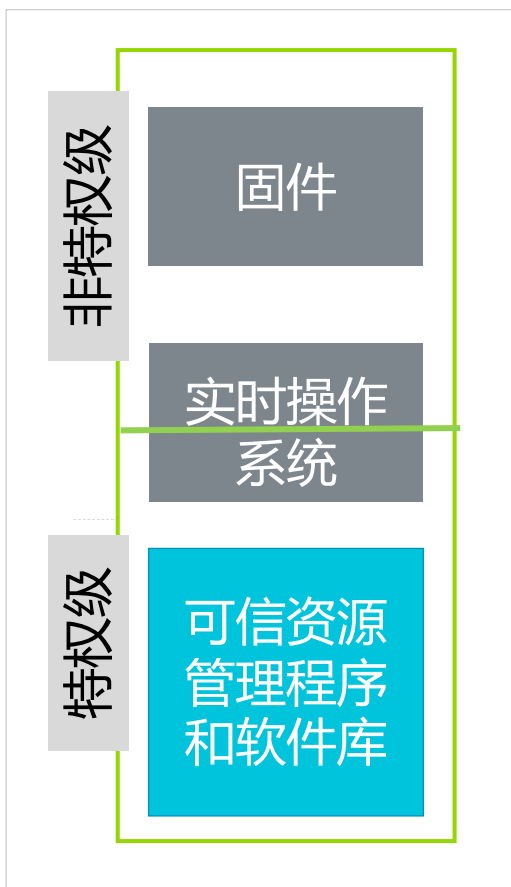 非特权级
固件
实时操作
系统
特权级
可信资源
管理程序
和软件库